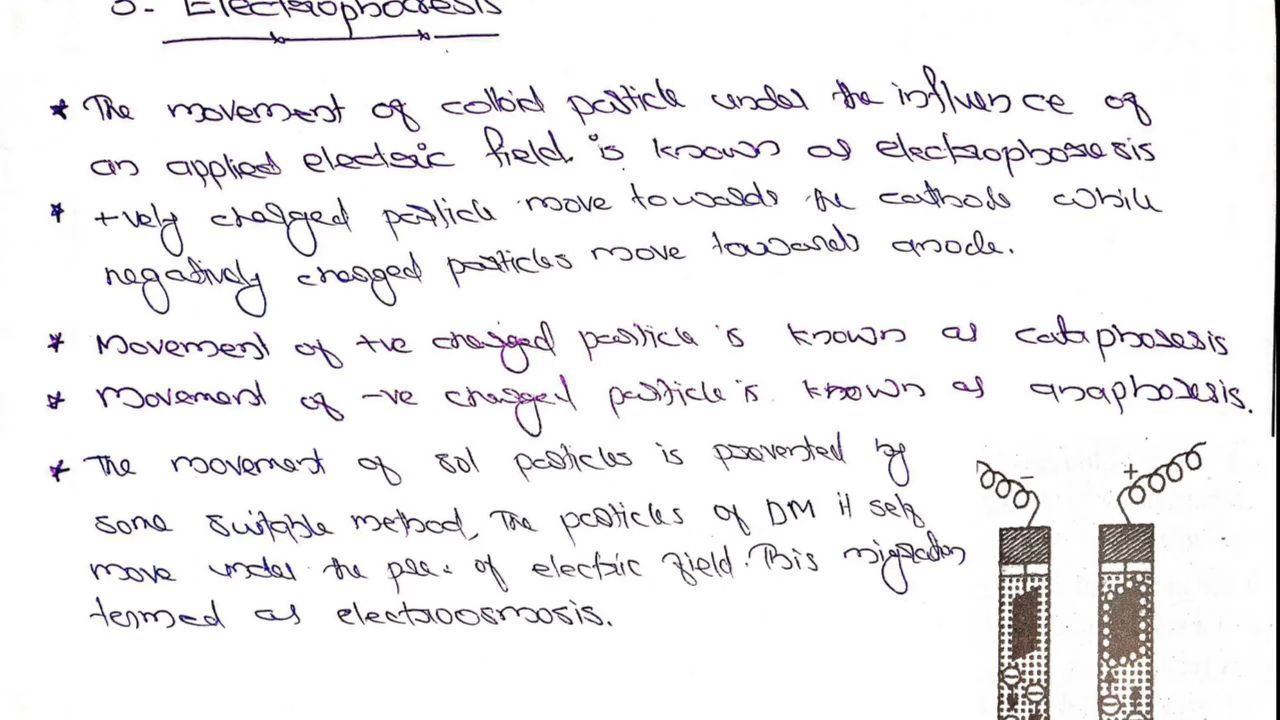 3. Electrophoresis
* The movement of colloid particle under the influence of
an applied electric field is known as electrophoresis
* +vely charged particle move towards the cathode while
negatively charged particles move towards anode.
* Movement of +ve charged particle is known as cataphoresis
* Movement of -ve charged particle is known as anaphoresis.
* The movement of sol particles is prevented by
some suitable method, The particles of DM it self
move under the of electric field. This migration
termed as electroosmosis.
- +